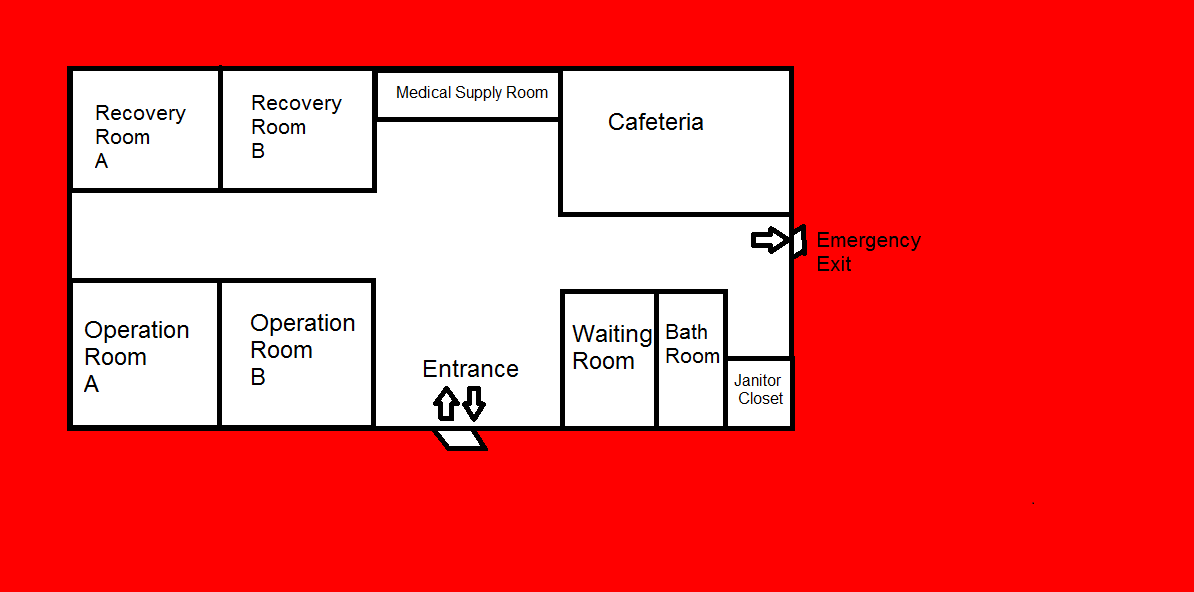 Recovery
Room
A
Recovery
Room
B
Medical Supply Room
Cafeteria
Emergency
Exit
Operation
Room
A
Operation
Room
B
Entrance
Waiting
Room
Bath
Room
Janitor
Closet